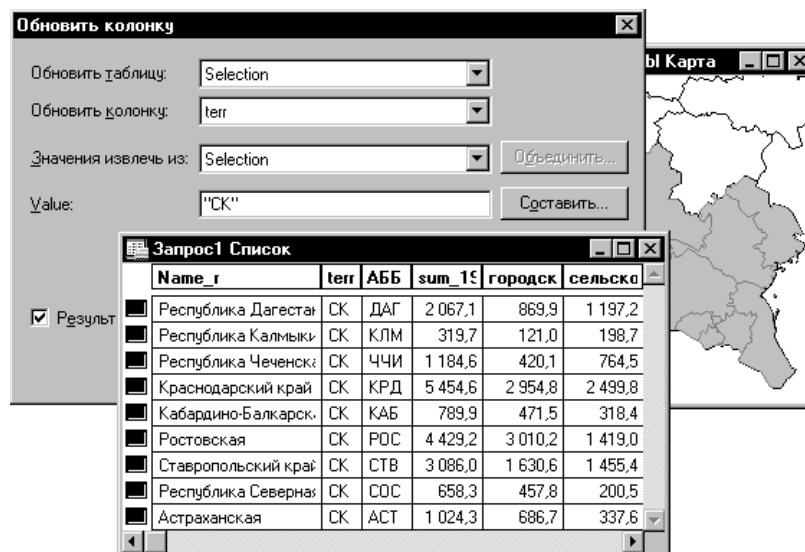 Обновить колонку
Обновить таблицу: Selection
Обновить колонку: terr
Значения извлечь из: Selection Объединить...
Value: "СК" Составить...
Результ
Ы Карта
Запрос1 Список
Name_r terr АББ sum_19 городск сельско
Республика Дагестан СК ДАГ 2 067,1 869,9 1 197,2
Республика Калмыки СК КЛМ 319,7 121,0 198,7
Республика Чеченска СК ЧЧИ 1 184,6 420,1 764,5
Краснодарский край СК КРД 5 454,6 2 954,8 2 499,8
Кабардино-Балкарск СК КАБ 789,9 471,5 318,4
Ростовская СК РОС 4 429,2 3 010,2 1 419,0
Ставропольский край СК СТВ 3 086,0 1 630,6 1 455,4
Республика Северная СК СОС 658,3 457,8 200,5
Астраханская СК АСТ 1 024,3 686,7 337,6